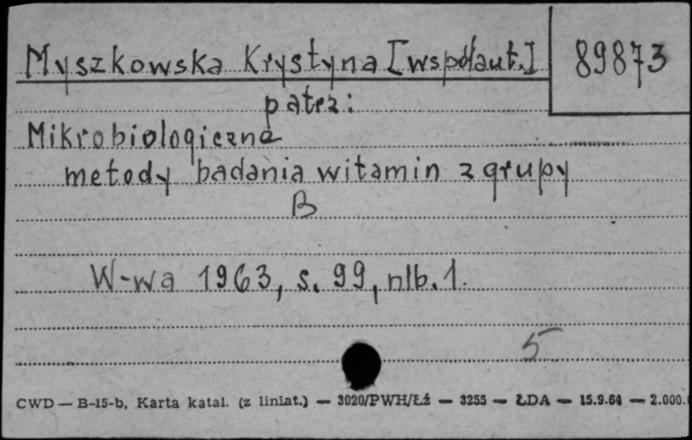 Myszkowska Krystyna [współaut.] 89873
patrz:
Mikrobiologiczne
metody badania witamin z grupy
B
W-wa 1963, s. 99, nlb. 1.
5
CWD — B-15-b. Karta katal. (z liniat.) — 3020/PWH/Łź — 3255 — ŁDA — 15.9.64 — 2.000.